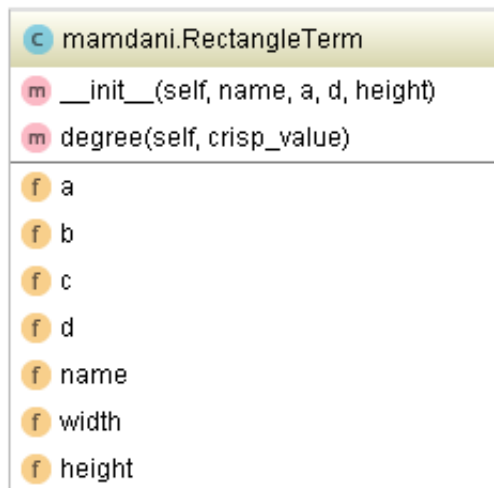 c mamdani.RectangleTerm
m __init__(self, name, a, d, height)
m degree(self, crisp_value)
f a
f b
f c
f d
f name
f width
f height